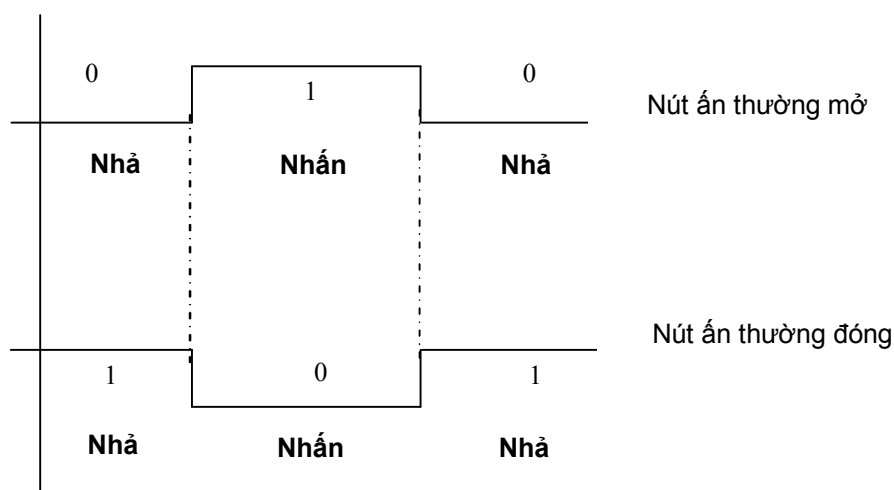 0 1 0
Nút ấn thường mở
Nhả Nhấn Nhả
Nút ấn thường đóng
1 0 1
Nhả Nhấn Nhả